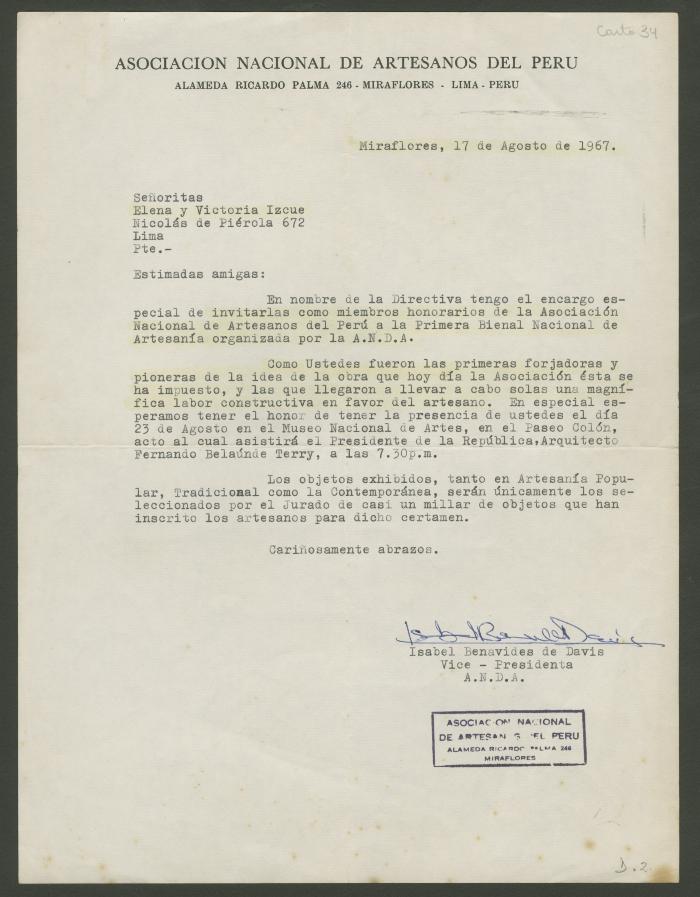 Carta 34
ASOCIACION NACIONAL DE ARTESANOS DEL PERU
ALAMEDA RICARDO PALMA 246 - MIRAFLORES - LIMA - PERU
Miraflores, 17 de Agosto de 1967.
Señoritas
Elena y Victoria Izcue
Nicolás de Piérola 672
Lima
Pte.-
Estimadas amigas:
En nombre de la Directiva tengo el encargo es-
pecial de invitarlas como miembros honorarios de la Asociación
Nacional de Artesanos del Perú a la Primera Bienal Nacional de
Artesanía organizada por la A.N.D.A.
Como Ustedes fueron las primeras forjadoras y
pioneras de la idea de la obra que hoy día la Asociación ésta se
ha impuesto, y las que llegaron a llevar a cabo solas una magní-
fica labor constructiva en favor del artesano. En especial es-
peramos tener el honor de tener la presencia de ustedes el día
23 de Agosto en el Museo Nacional de Artes, en el Paseo Colón,
acto al cual asistirá el Presidente de la República,Arquitecto
Fernando Belaúnde Terry, a las 7.30p.m.
Los objetos exhibidos, tanto en Artesanía Popu-
lar, Tradicional como la Contemporánea, serán únicamente los se-
leccionados por el Jurado de casi un millar de objetos que han
inscrito los artesanos para dicho certamen.
Cariñosamente abrazos.
Isabel Benavides de Davis
Vice - Presidenta
A.N.D.A.
ASOCIACION NACIONAL
DE ARTESAN S EL PERU
ALAMEDA RICARDO PALMA 246
MIRAFLORES
D.2.